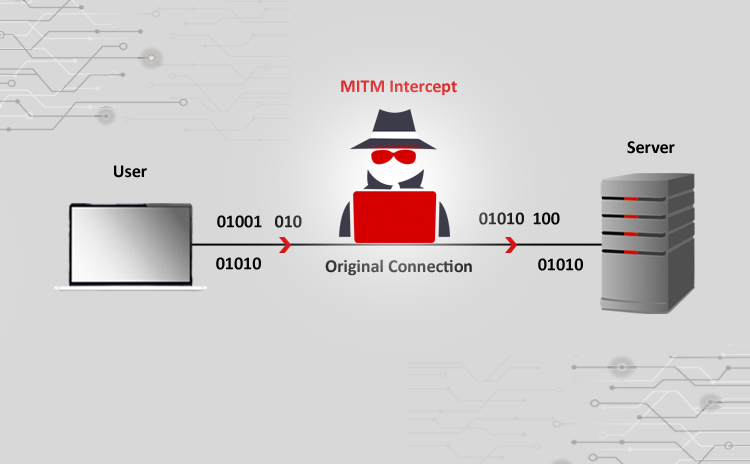 MITM Intercept
User
Server
01001 010
01010 100
01010
Original Connection
01010